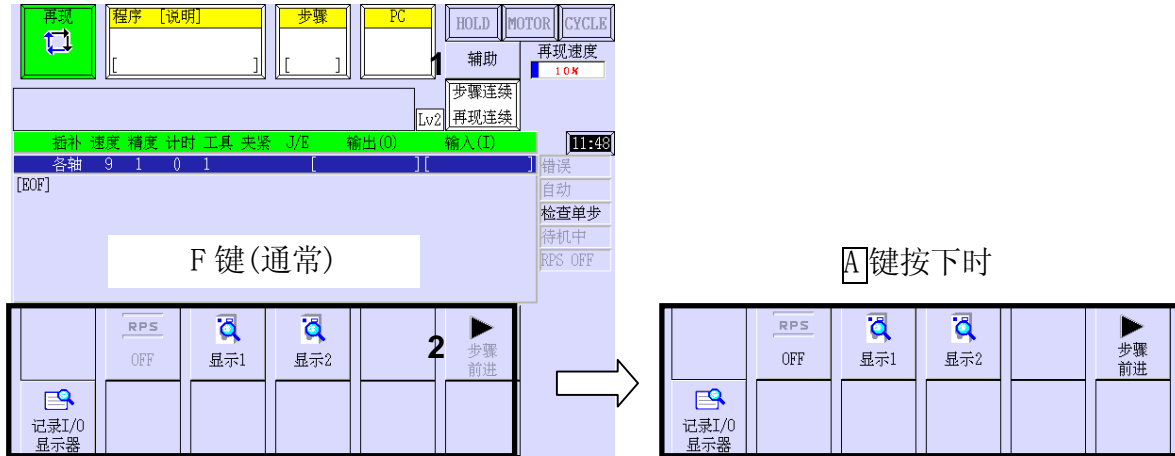 再现
程序 [说明]
[ ]
步骤
[ ]
PC
HOLD
MOTOR
CYCLE
1
辅助
再现速度
10%
步骤连续
再现连续
Lv2
插补 速度 精度 计时 工具 夹紧 J/E 输出(O) 输入(I)
11:48
各轴 9 1 0 1 [ ][ ]
[EOF]
错误
自动
检查单步
待机中
RPS OFF
F 键(通常)
A键按下时
RPS
OFF
显示1
显示2
2
步骤
前进
记录I/O
显示器
RPS
OFF
显示1
显示2
步骤
前进
记录I/O
显示器